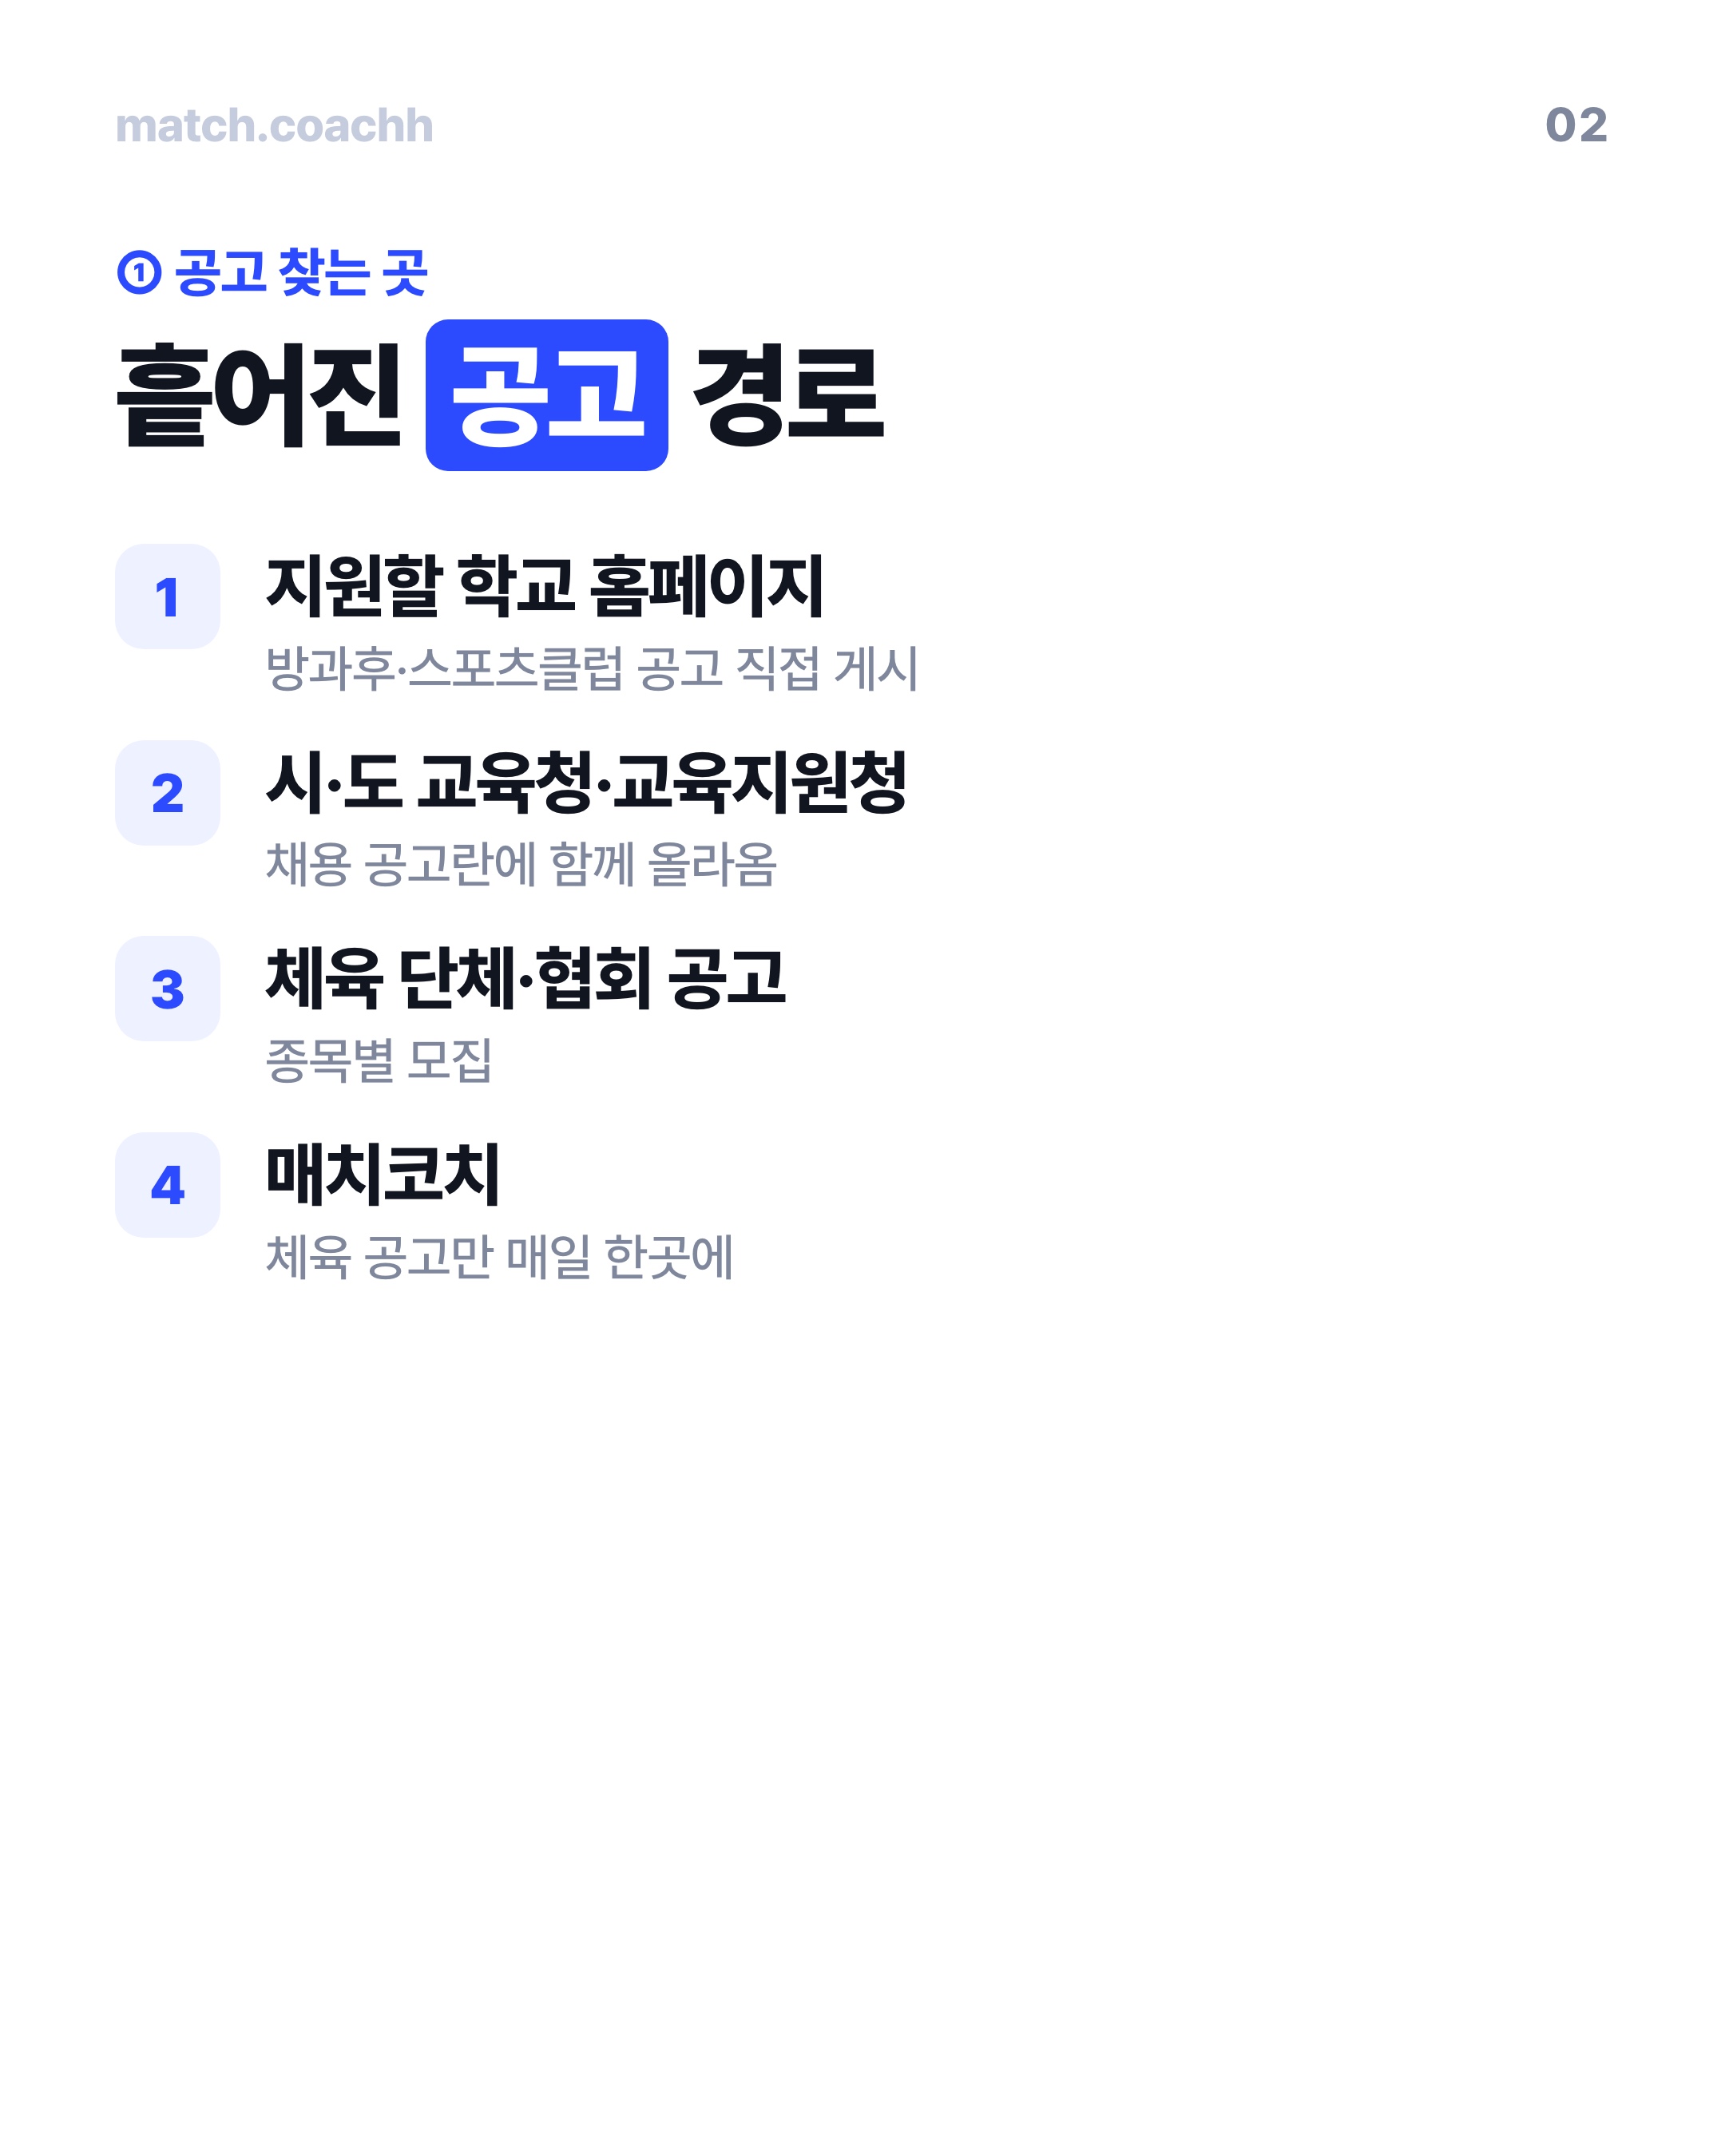 match.coachh
02
① 공고 찾는 곳
흩어진 공고 경로
1
지원할 학교 홈페이지
방과후·스포츠클럽 공고 직접 게시
2
시·도 교육청·교육지원청
채용 공고란에 함께 올라옴
3
체육 단체·협회 공고
종목별 모집
4
매치코치
체육 공고만 매일 한곳에